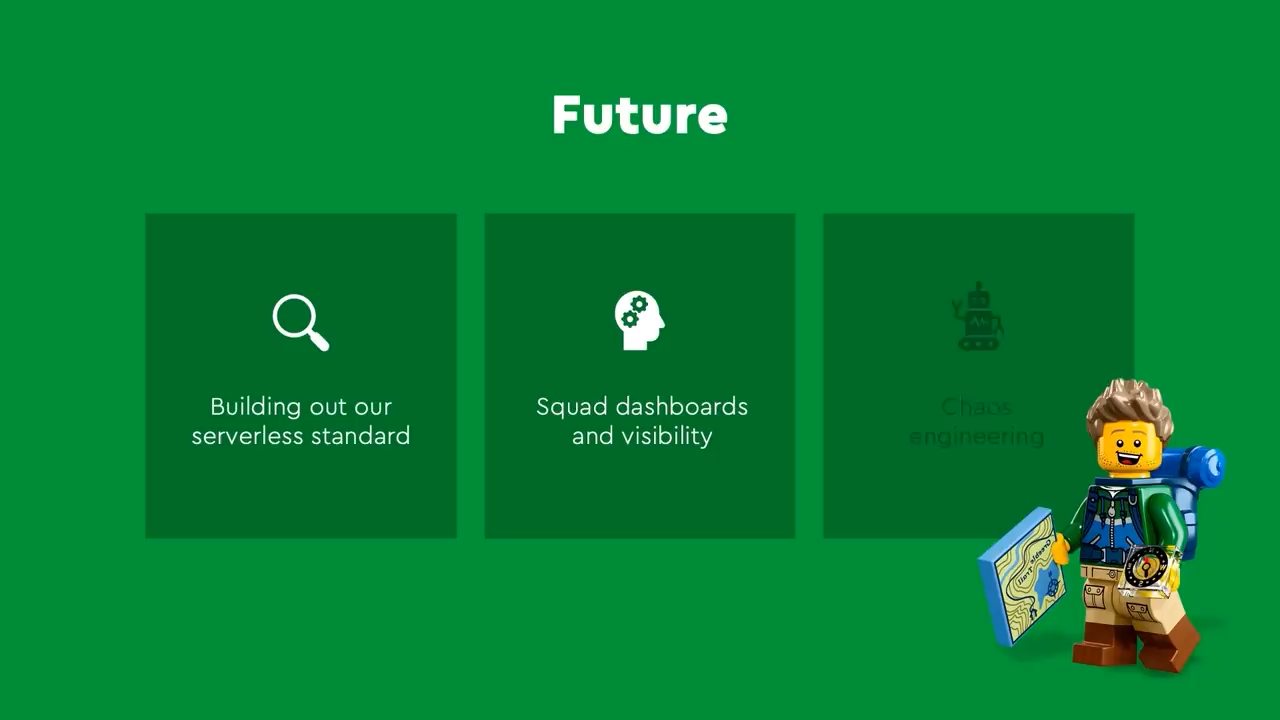 Future
Building out our
serverless standard
Squad dashboards
and visibility
Chaos
engineering